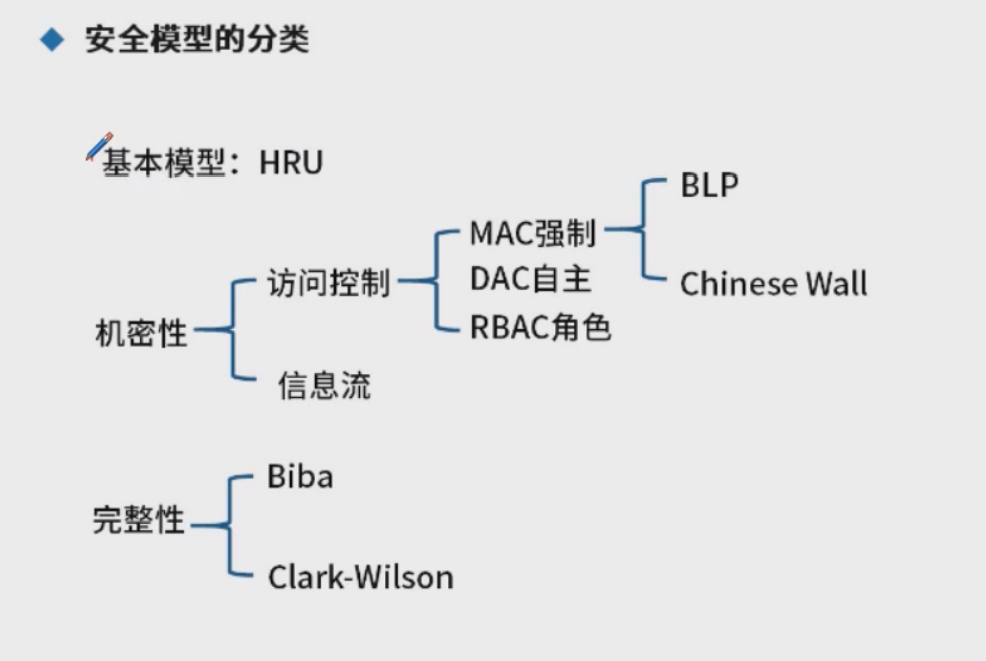 安全模型的分类
基本模型：HRU
BLP
MAC强制
访问控制
DAC自主
Chinese Wall
机密性
RBAC角色
信息流
Biba
完整性
Clark-Wilson